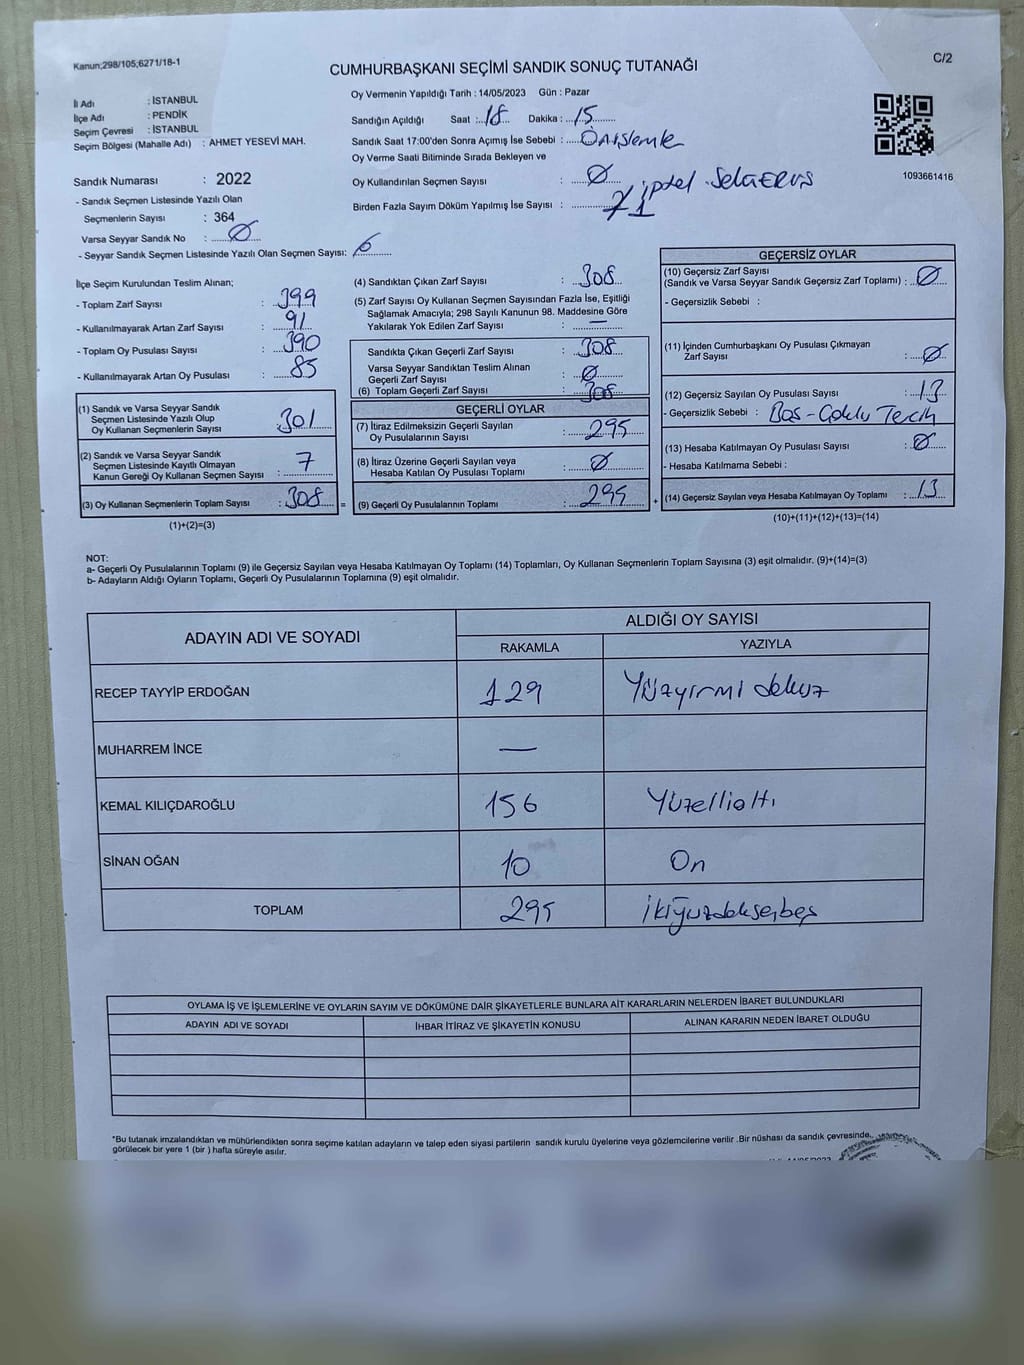 Kanun;298/105;6271/18-1
C/2
CUMHURBAŞKANI SEÇİMİ SANDIK SONUÇ TUTANAĞI
İl Adı : İSTANBUL
İlçe Adı : PENDİK
Seçim Çevresi : İSTANBUL
Seçim Bölgesi (Mahalle Adı) : AHMET YESEVİ MAH.
Oy Vermenin Yapıldığı Tarih : 14/05/2023 Gün : Pazar
Sandığın Açıldığı Saat : 18 Dakika : 15
Sandık Saat 17:00'den Sonra Açımış İse Sebebi :
Oy Verme Saati Bitiminde Sırada Bekleyen ve
Oy Kullandırılan Seçmen Sayısı : Ø
Birden Fazla Sayım Döküm Yapılmış İse Sayısı :
1093661416
Sandık Numarası : 2022
- Sandık Seçmen Listesinde Yazılı Olan
Seçmenlerin Sayısı : 364
Varsa Seyyar Sandık No : Ø
- Seyyar Sandık Seçmen Listesinde Yazılı Olan Seçmen Sayısı:
İlçe Seçim Kurulundan Teslim Alınan;
- Toplam Zarf Sayısı : 399
- Kullanılmayarak Artan Zarf Sayısı : 91
- Toplam Oy Pusulası Sayısı : 390
- Kullanılmayarak Artan Oy Pusulası : 85
(1) Sandık ve Varsa Seyyar Sandık
Seçmen Listesinde Yazılı Olup
Oy Kullanan Seçmenlerin Sayısı : 301
(2) Sandık ve Varsa Seyyar Sandık
Seçmen Listesinde Kayıtlı Olmayan
Kanun Gereği Oy Kullanan Seçmen Sayısı : 7
(3) Oy Kullanan Seçmenlerin Toplam Sayısı : 308 =
(1)+(2)=(3)
(4) Sandıktan Çıkan Zarf Sayısı : 308
(5) Zarf Sayısı Oy Kullanan Seçmen Sayısından Fazla İse, Eşitliği
Sağlamak Amacıyla; 298 Sayılı Kanunun 98. Maddesine Göre
Yakılarak Yok Edilen Zarf Sayısı : —
Sandıkta Çıkan Geçerli Zarf Sayısı : 308
Varsa Seyyar Sandıktan Teslim Alınan
Geçerli Zarf Sayısı : Ø
(6) Toplam Geçerli Zarf Sayısı : 308
GEÇERLİ OYLAR
(7) İtiraz Edilmeksizin Geçerli Sayılan
Oy Pusulalarının Sayısı : 295
(8) İtiraz Üzerine Geçerli Sayılan veya
Hesaba Katılan Oy Pusulası Toplamı : Ø
(9) Geçerli Oy Pusulalarının Toplamı : 295 +
GEÇERSİZ OYLAR
(10) Geçersiz Zarf Sayısı
(Sandık ve Varsa Seyyar Sandık Geçersiz Zarf Toplamı) : Ø
- Geçersizlik Sebebi :
(11) İçinden Cumhurbaşkanı Oy Pusulası Çıkmayan
Zarf Sayısı : Ø
(12) Geçersiz Sayılan Oy Pusulası Sayısı : 13
- Geçersizlik Sebebi : Boş - Çoklu Tercih
(13) Hesaba Katılmayan Oy Pusulası Sayısı : Ø
- Hesaba Katılmama Sebebi :
(14) Geçersiz Sayılan veya Hesaba Katılmayan Oy Toplamı : 13
(10)+(11)+(12)+(13)=(14)
NOT:
a- Geçerli Oy Pusulalarının Toplamı (9) ile Geçersiz Sayılan veya Hesaba Katılmayan Oy Toplamı (14) Toplamları, Oy Kullanan Seçmenlerin Toplam Sayısına (3) eşit olmalıdır. (9)+(14)=(3)
b- Adayların Aldığı Oyların Toplamı, Geçerli Oy Pusulalarının Toplamına (9) eşit olmalıdır.
ADAYIN ADI VE SOYADI
ALDIĞI OY SAYISI
RAKAMLA YAZIYLA
RECEP TAYYİP ERDOĞAN 129 Yüzyirmi dokuz
MUHARREM İNCE —
KEMAL KILIÇDAROĞLU 156 Yüzellialtı
SİNAN OĞAN 10 On
TOPLAM 295
OYLAMA İŞ VE İŞLEMLERİNE VE OYLARIN SAYIM VE DÖKÜMÜNE DAİR ŞİKAYETLERLE BUNLARA AİT KARARLARIN NELERDEN İBARET BULUNDUKLARI
ADAYIN ADI VE SOYADI İHBAR İTİRAZ VE ŞİKAYETİN KONUSU ALINAN KARARIN NEDEN İBARET OLDUĞU
"Bu tutanak imzalandıktan ve mühürlendikten sonra seçime katılan adayların ve talep eden siyasi partilerin sandık kurulu üyelerine veya gözlemcilerine verilir .Bir nüshası da sandık çevresinde,
görülecek bir yere 1 (bir ) hafta süreyle asılır.